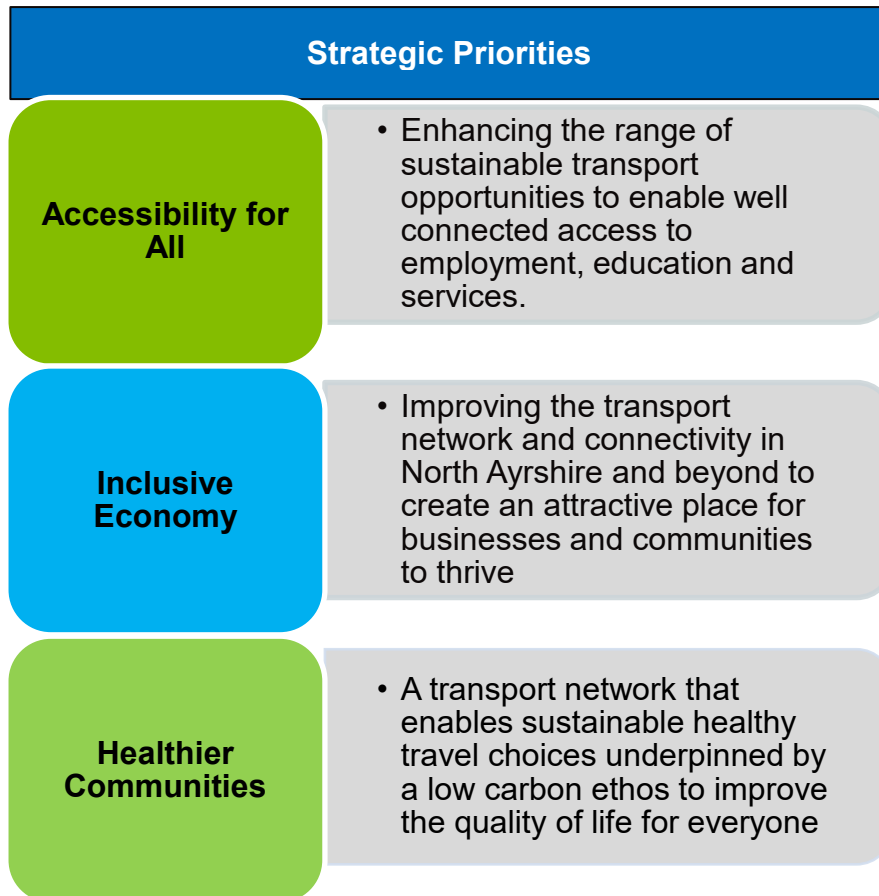 Strategic Priorities
Accessibility for
All
• Enhancing the range of
sustainable transport
opportunities to enable well
connected access to
employment, education and
services.
Inclusive
Economy
• Improving the transport
network and connectivity in
North Ayrshire and beyond to
create an attractive place for
businesses and communities
to thrive
Healthier
Communities
• A transport network that
enables sustainable healthy
travel choices underpinned by
a low carbon ethos to improve
the quality of life for everyone